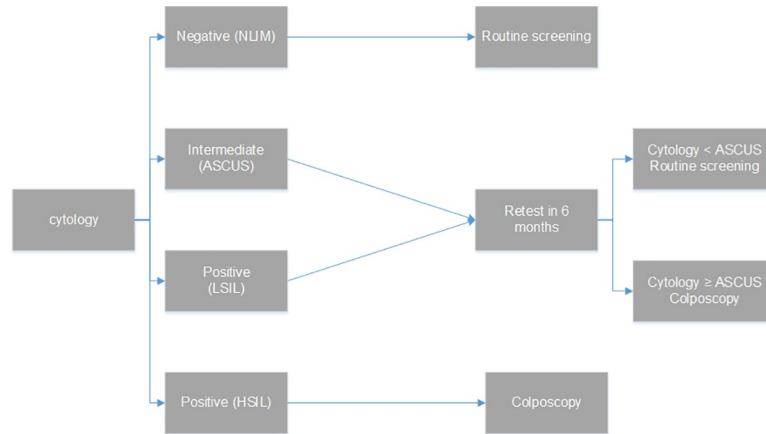 Negative (NLIM)
Routine screening
Intermediate
(ASCUS)
Cytology < ASCUS
Routine screening
cytology
Retest in 6
months
Positive
(LSIL)
Cytology ≥ ASCUS
Colposcopy
Positive (HSIL)
Colposcopy